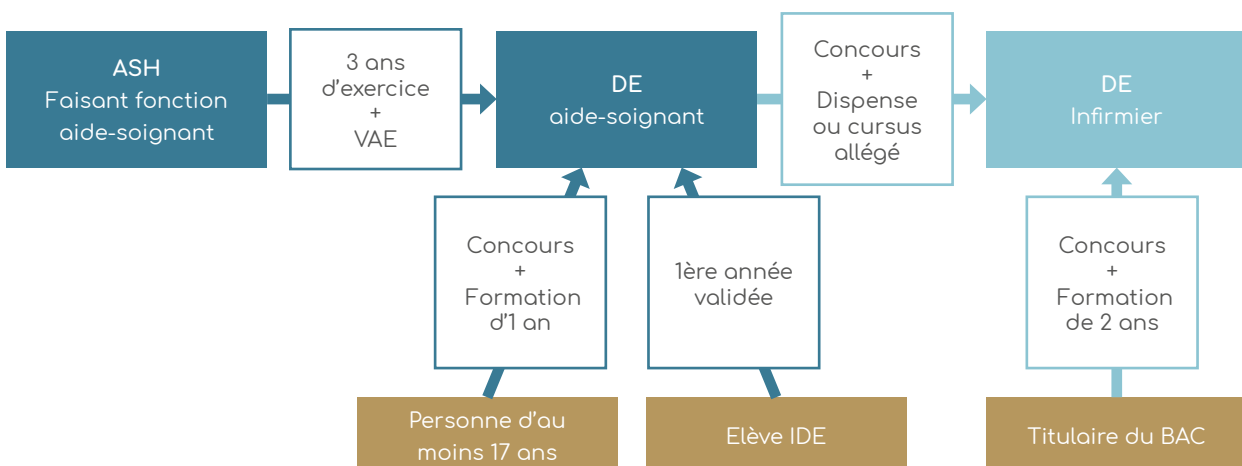 ASH
Faisant fonction
aide-soignant
3 ans
d'exercice
+
VAE
DE
aide-soignant
Concours
+
Dispense
ou cursus
allégé
DE
Infirmier
Concours
+
Formation
d'1 an
1ère année
validée
Concours
+
Formation
de 2 ans
Personne d'au
moins 17 ans
Elève IDE
Titulaire du BAC